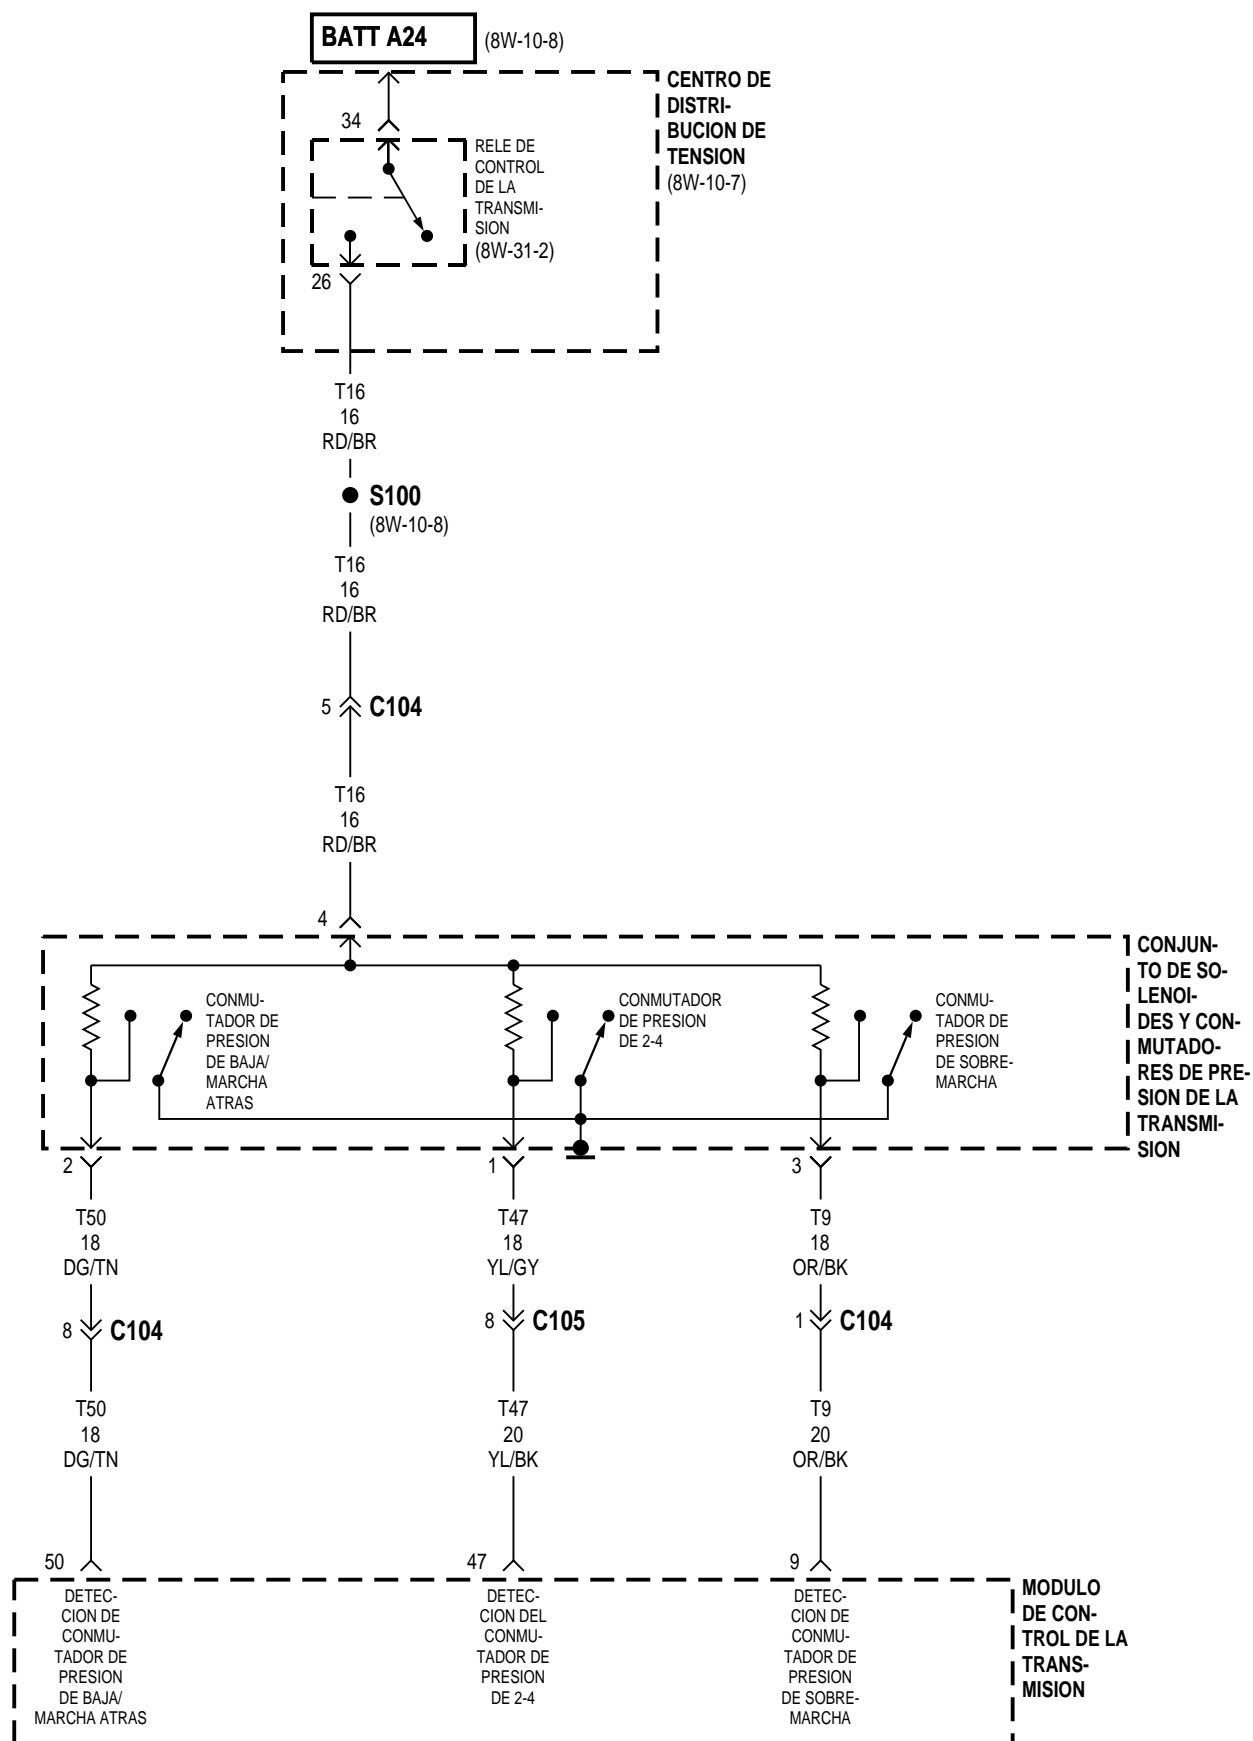 BATT A24
(8W-10-8)
CENTRO DE
DISTRI-
BUCION DE
TENSION
(8W-10-7)
34
RELE DE
CONTROL
DE LA
TRANSMI-
SION
(8W-31-2)
26
T16
16
RD/BR
S100
(8W-10-8)
T16
16
RD/BR
5
C104
T16
16
RD/BR
4
CONJUN-
TO DE SO-
LENOI-
DES Y CON-
MUTADO-
RES DE PRE-
SION DE LA
TRANSMI-
SION
CONMU-
TADOR DE
PRESION
DE BAJA/
MARCHA
ATRAS
CONMUTADOR
DE PRESION
DE 2-4
CONMU-
TADOR DE
PRESION
DE SOBRE-
MARCHA
2
1
3
T50
18
DG/TN
T47
18
YL/GY
T9
18
OR/BK
8
C104
8
C105
1
C104
T50
18
DG/TN
T47
20
YL/BK
T9
20
OR/BK
50
47
9
DETEC-
CION DE
CONMU-
TADOR DE
PRESION
DE BAJA/
MARCHA ATRAS
DETEC-
CION DEL
CONMU-
TADOR DE
PRESION
DE 2-4
DETEC-
CION DE
CONMU-
TADOR DE
PRESION
DE SOBRE-
MARCHA
MODULO
DE CON-
TROL DE LA
TRANS-
MISION